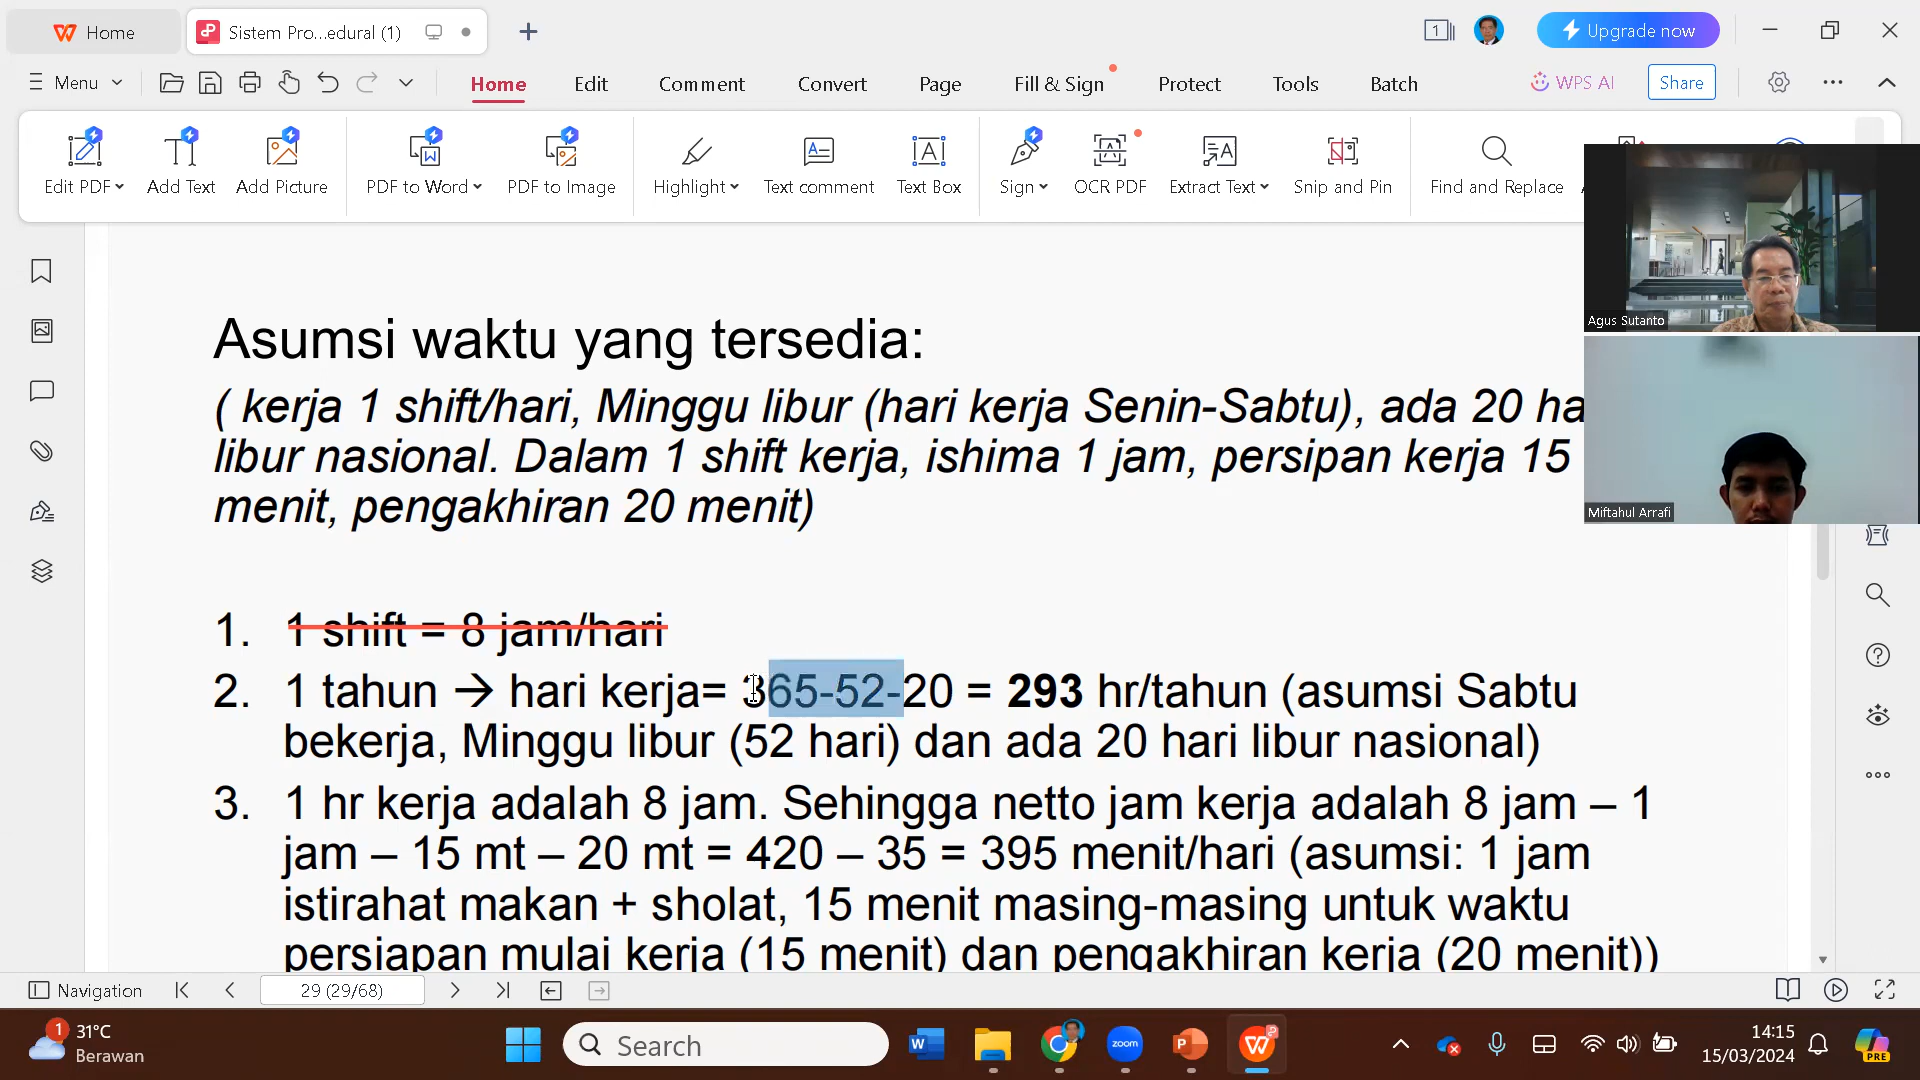 Home
Sistem Pro...edural (1)
1
Upgrade now
Menu
Home
Edit
Comment
Convert
Page
Fill & Sign
Protect
Tools
Batch
WPS AI
Share
Edit PDF
Add Text
Add Picture
PDF to Word
PDF to Image
Highlight
Text comment
Text Box
Sign
OCR PDF
Extract Text
Snip and Pin
Find and Replace
Agus Sutanto
Miftahul Arrafi
Asumsi waktu yang tersedia:
( kerja 1 shift/hari, Minggu libur (hari kerja Senin-Sabtu), ada 20 ha
libur nasional. Dalam 1 shift kerja, ishima 1 jam, persipan kerja 15
menit, pengakhiran 20 menit)
1. 1 shift = 8 jam/hari
2. 1 tahun → hari kerja= 365-52-20 = 293 hr/tahun (asumsi Sabtu
bekerja, Minggu libur (52 hari) dan ada 20 hari libur nasional)
3. 1 hr kerja adalah 8 jam. Sehingga netto jam kerja adalah 8 jam – 1
jam – 15 mt – 20 mt = 420 – 35 = 395 menit/hari (asumsi: 1 jam
istirahat makan + sholat, 15 menit masing-masing untuk waktu
persiapan mulai kerja (15 menit) dan pengakhiran kerja (20 menit))
Navigation
29 (29/68)
1
31°C
Berawan
Search
zoom
PRE
14:15
15/03/2024